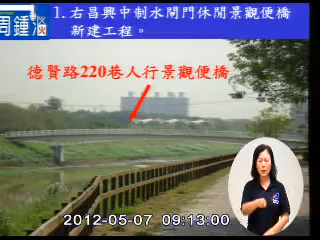 周鍾㴴
1. 右昌興中制水閘門休閒景觀便橋
新建工程。
德賢路220巷人行景觀便橋
2012-05-07 09:13:00